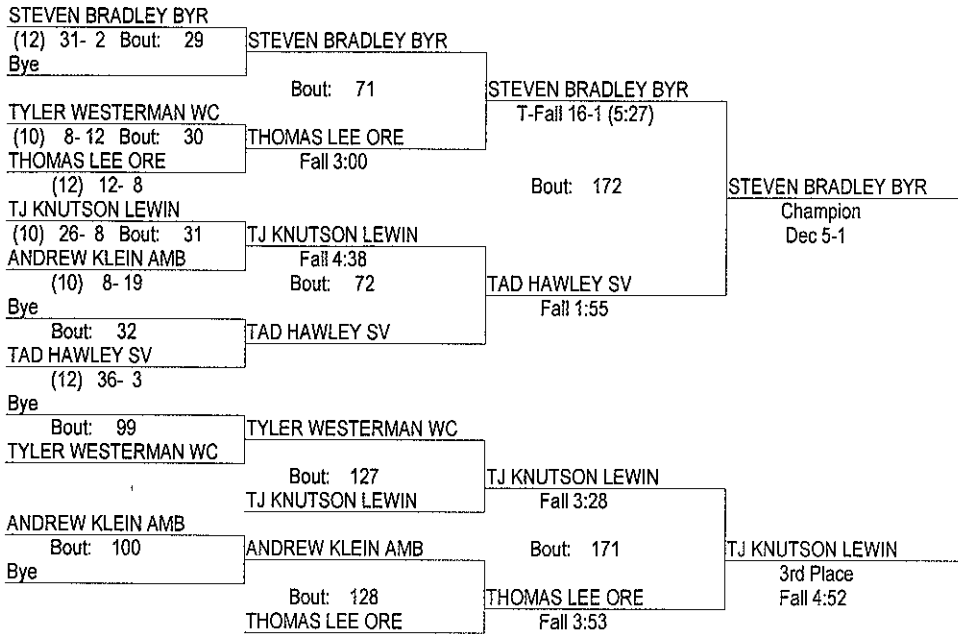 STEVEN BRADLEY BYR
(12) 31- 2 Bout: 29
Bye
STEVEN BRADLEY BYR
Bout: 71
TYLER WESTERMAN WC
(10) 8- 12 Bout: 30
THOMAS LEE ORE
(12) 12- 8
THOMAS LEE ORE
Fall 3:00
STEVEN BRADLEY BYR
T-Fall 16-1 (5:27)
Bout: 172
TJ KNUTSON LEWIN
(10) 26- 8 Bout: 31
ANDREW KLEIN AMB
(10) 8- 19
TJ KNUTSON LEWIN
Fall 4:38
Bout: 72
Bye
Bout: 32
TAD HAWLEY SV
(12) 36- 3
TAD HAWLEY SV
TAD HAWLEY SV
Fall 1:55
STEVEN BRADLEY BYR
Champion
Dec 5-1
Bye
Bout: 99
TYLER WESTERMAN WC
TYLER WESTERMAN WC
Bout: 127
TJ KNUTSON LEWIN
TJ KNUTSON LEWIN
Fall 3:28
Bout: 171
ANDREW KLEIN AMB
Bout: 100
Bye
ANDREW KLEIN AMB
Bout: 128
THOMAS LEE ORE
THOMAS LEE ORE
Fall 3:53
TJ KNUTSON LEWIN
3rd Place
Fall 4:52